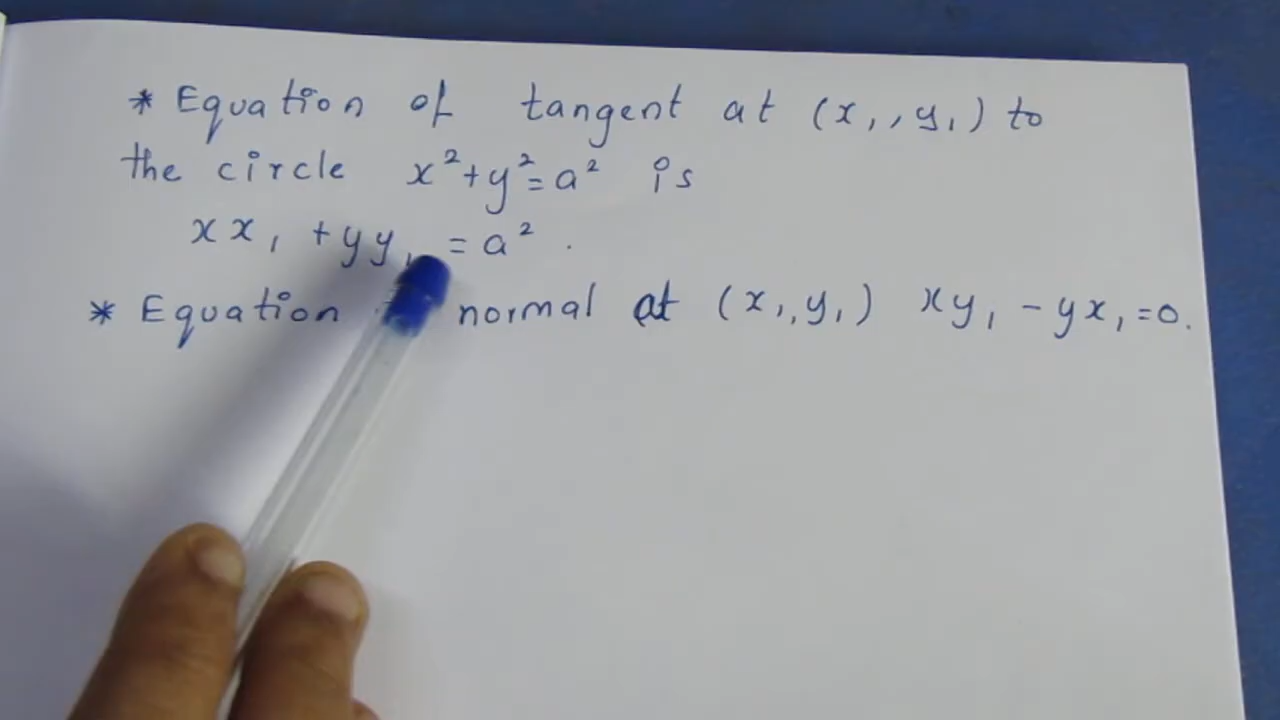 * Equation of tangent at (x₁, y₁) to
the circle x²+y²=a² is
xx₁ +yy₁ = a² .
* Equation normal at (x₁,y₁) xy₁ - yx₁ =0.